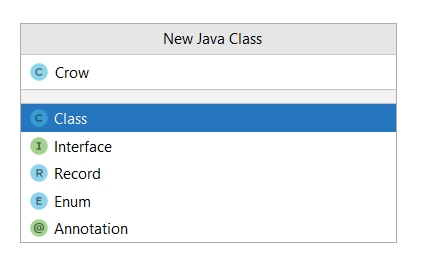 New Java Class
C Crow
C Class
I Interface
R Record
E Enum
@ Annotation